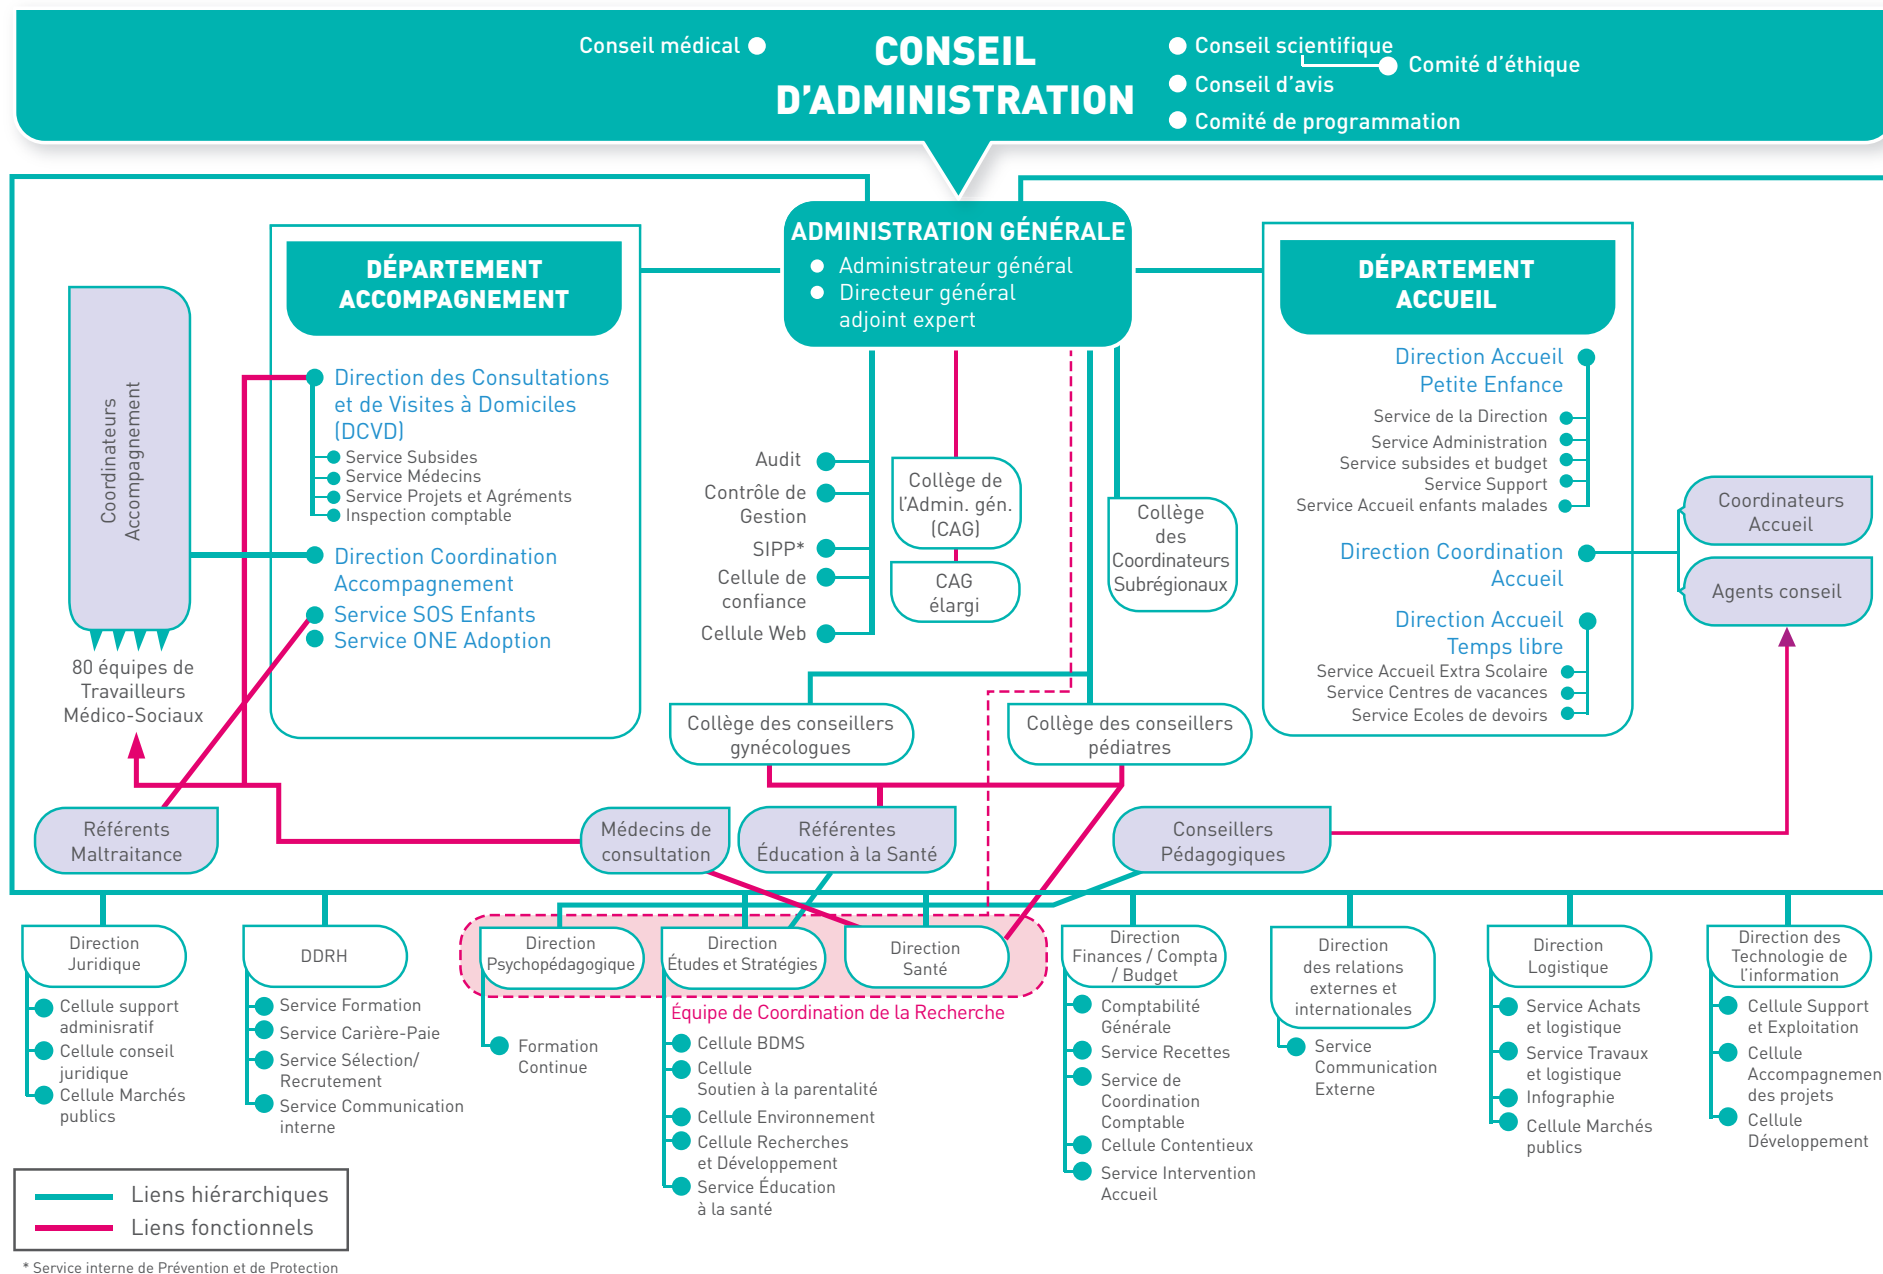 Conseil médical
CONSEIL
D'ADMINISTRATION
Conseil scientifique
Comité d'éthique
Conseil d'avis
Comité de programmation
ADMINISTRATION GÉNÉRALE
Administrateur général
Directeur général
adjoint expert
DÉPARTEMENT
ACCOMPAGNEMENT
Coordinateurs
Accompagnement
80 équipes de
Travailleurs
Médico-Sociaux
Direction des Consultations
et de Visites à Domiciles
(DCVD)
Service Subsides
Service Médecins
Service Projets et Agréments
Inspection comptable
Direction Coordination
Accompagnement
Service SOS Enfants
Service ONE Adoption
Audit
Contrôle de
Gestion
SIPP*
Cellule de
confiance
Cellule Web
Collège de
l'Admin. gén.
(CAG)
CAG
élargi
Collège
des
Coordinateurs
Subrégionaux
DÉPARTEMENT
ACCUEIL
Direction Accueil
Petite Enfance
Service de la Direction
Service Administration
Service subsides et budget
Service Support
Service Accueil enfants malades
Direction Coordination
Accueil
Direction Accueil
Temps libre
Service Accueil Extra Scolaire
Service Centres de vacances
Service Ecoles de devoirs
Coordinateurs
Accueil
Agents conseil
Collège des conseillers
gynécologues
Collège des conseillers
pédiatres
Référents
Maltraitance
Médecins de
consultation
Référentes
Éducation à la Santé
Conseillers
Pédagogiques
Direction
Juridique
Cellule support
adminisratif
Cellule conseil
juridique
Cellule Marchés
publics
DDRH
Service Formation
Service Carière-Paie
Service Sélection/
Recrutement
Service Communication
interne
Direction
Psychopédagogique
Formation
Continue
Direction
Études et Stratégies
Direction
Santé
Équipe de Coordination de la Recherche
Cellule BDMS
Cellule
Soutien à la parentalité
Cellule Environnement
Cellule Recherches
et Développement
Service Éducation
à la santé
Direction
Finances / Compta
/ Budget
Comptabilité
Générale
Service Recettes
Service de
Coordination
Comptable
Cellule Contentieux
Service Intervention
Accueil
Direction
des relations
externes et
internationales
Service
Communication
Externe
Direction
Logistique
Service Achats
et logistique
Service Travaux
et logistique
Infographie
Cellule Marchés
publics
Direction des
Technologie de
l'information
Cellule Support
et Exploitation
Cellule
Accompagnemen
des projets
Cellule
Développement
Liens hiérarchiques
Liens fonctionnels
* Service interne de Prévention et de Protection